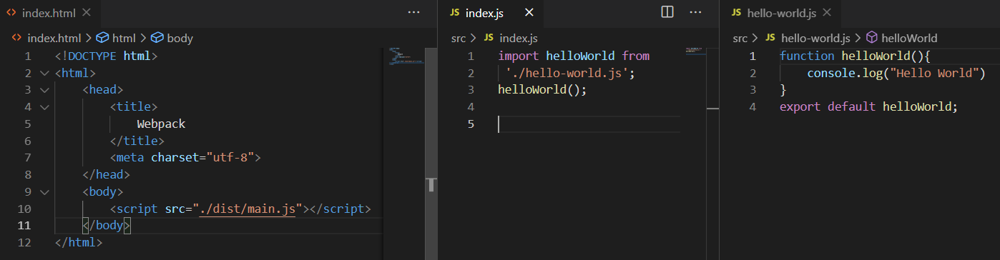 index.html
index.html > html > body
1 <!DOCTYPE html>
2 <html>
3 <head>
4 <title>
5 Webpack
6 </title>
7 <meta charset="utf-8">
8 </head>
9 <body>
10 <script src="./dist/main.js"></script>
11 </body>
12 </html>
JS index.js
src > JS index.js
1 import helloWorld from
2 './hello-world.js';
3 helloWorld();
4
5
JS hello-world.js
src > JS hello-world.js > helloWorld
1 function helloWorld(){
2 console.log("Hello World")
3 }
4 export default helloWorld;